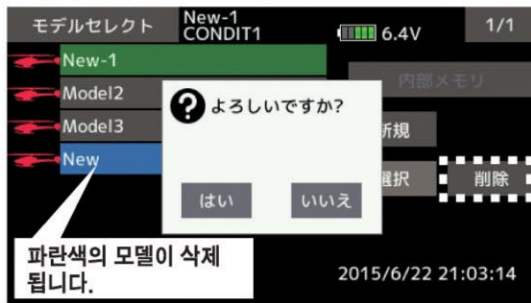 モデルセレクト
New-1
CONDIT1
6.4V
1/1
New-1
Model2
Model3
New
内部メモリ
新規
選択
削除
?
よろしいですか?
はい
いいえ
파란색의 모델이 삭제
됩니다.
2015/6/22 21:03:14